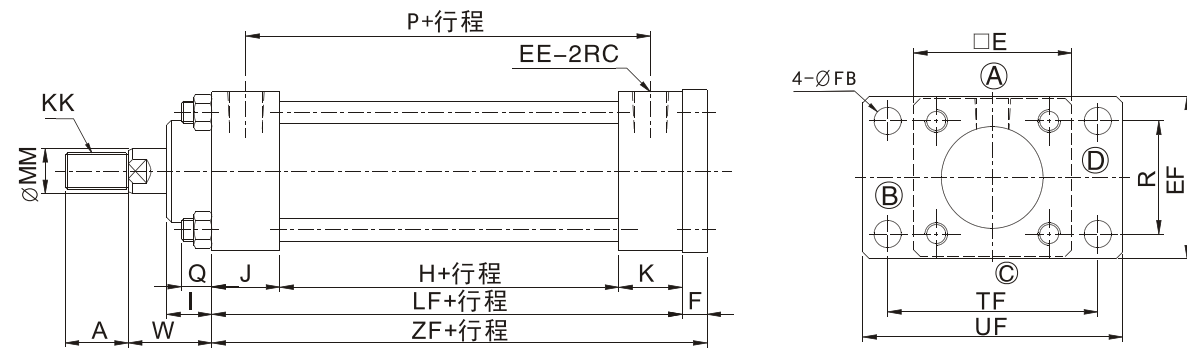 P+行程
EE-2RC
KK
ØMM
Q
J
H+行程
K
I
LF+行程
F
A
W
ZF+行程
□E
A
4-ØFB
D
B
R
EF
C
TF
UF